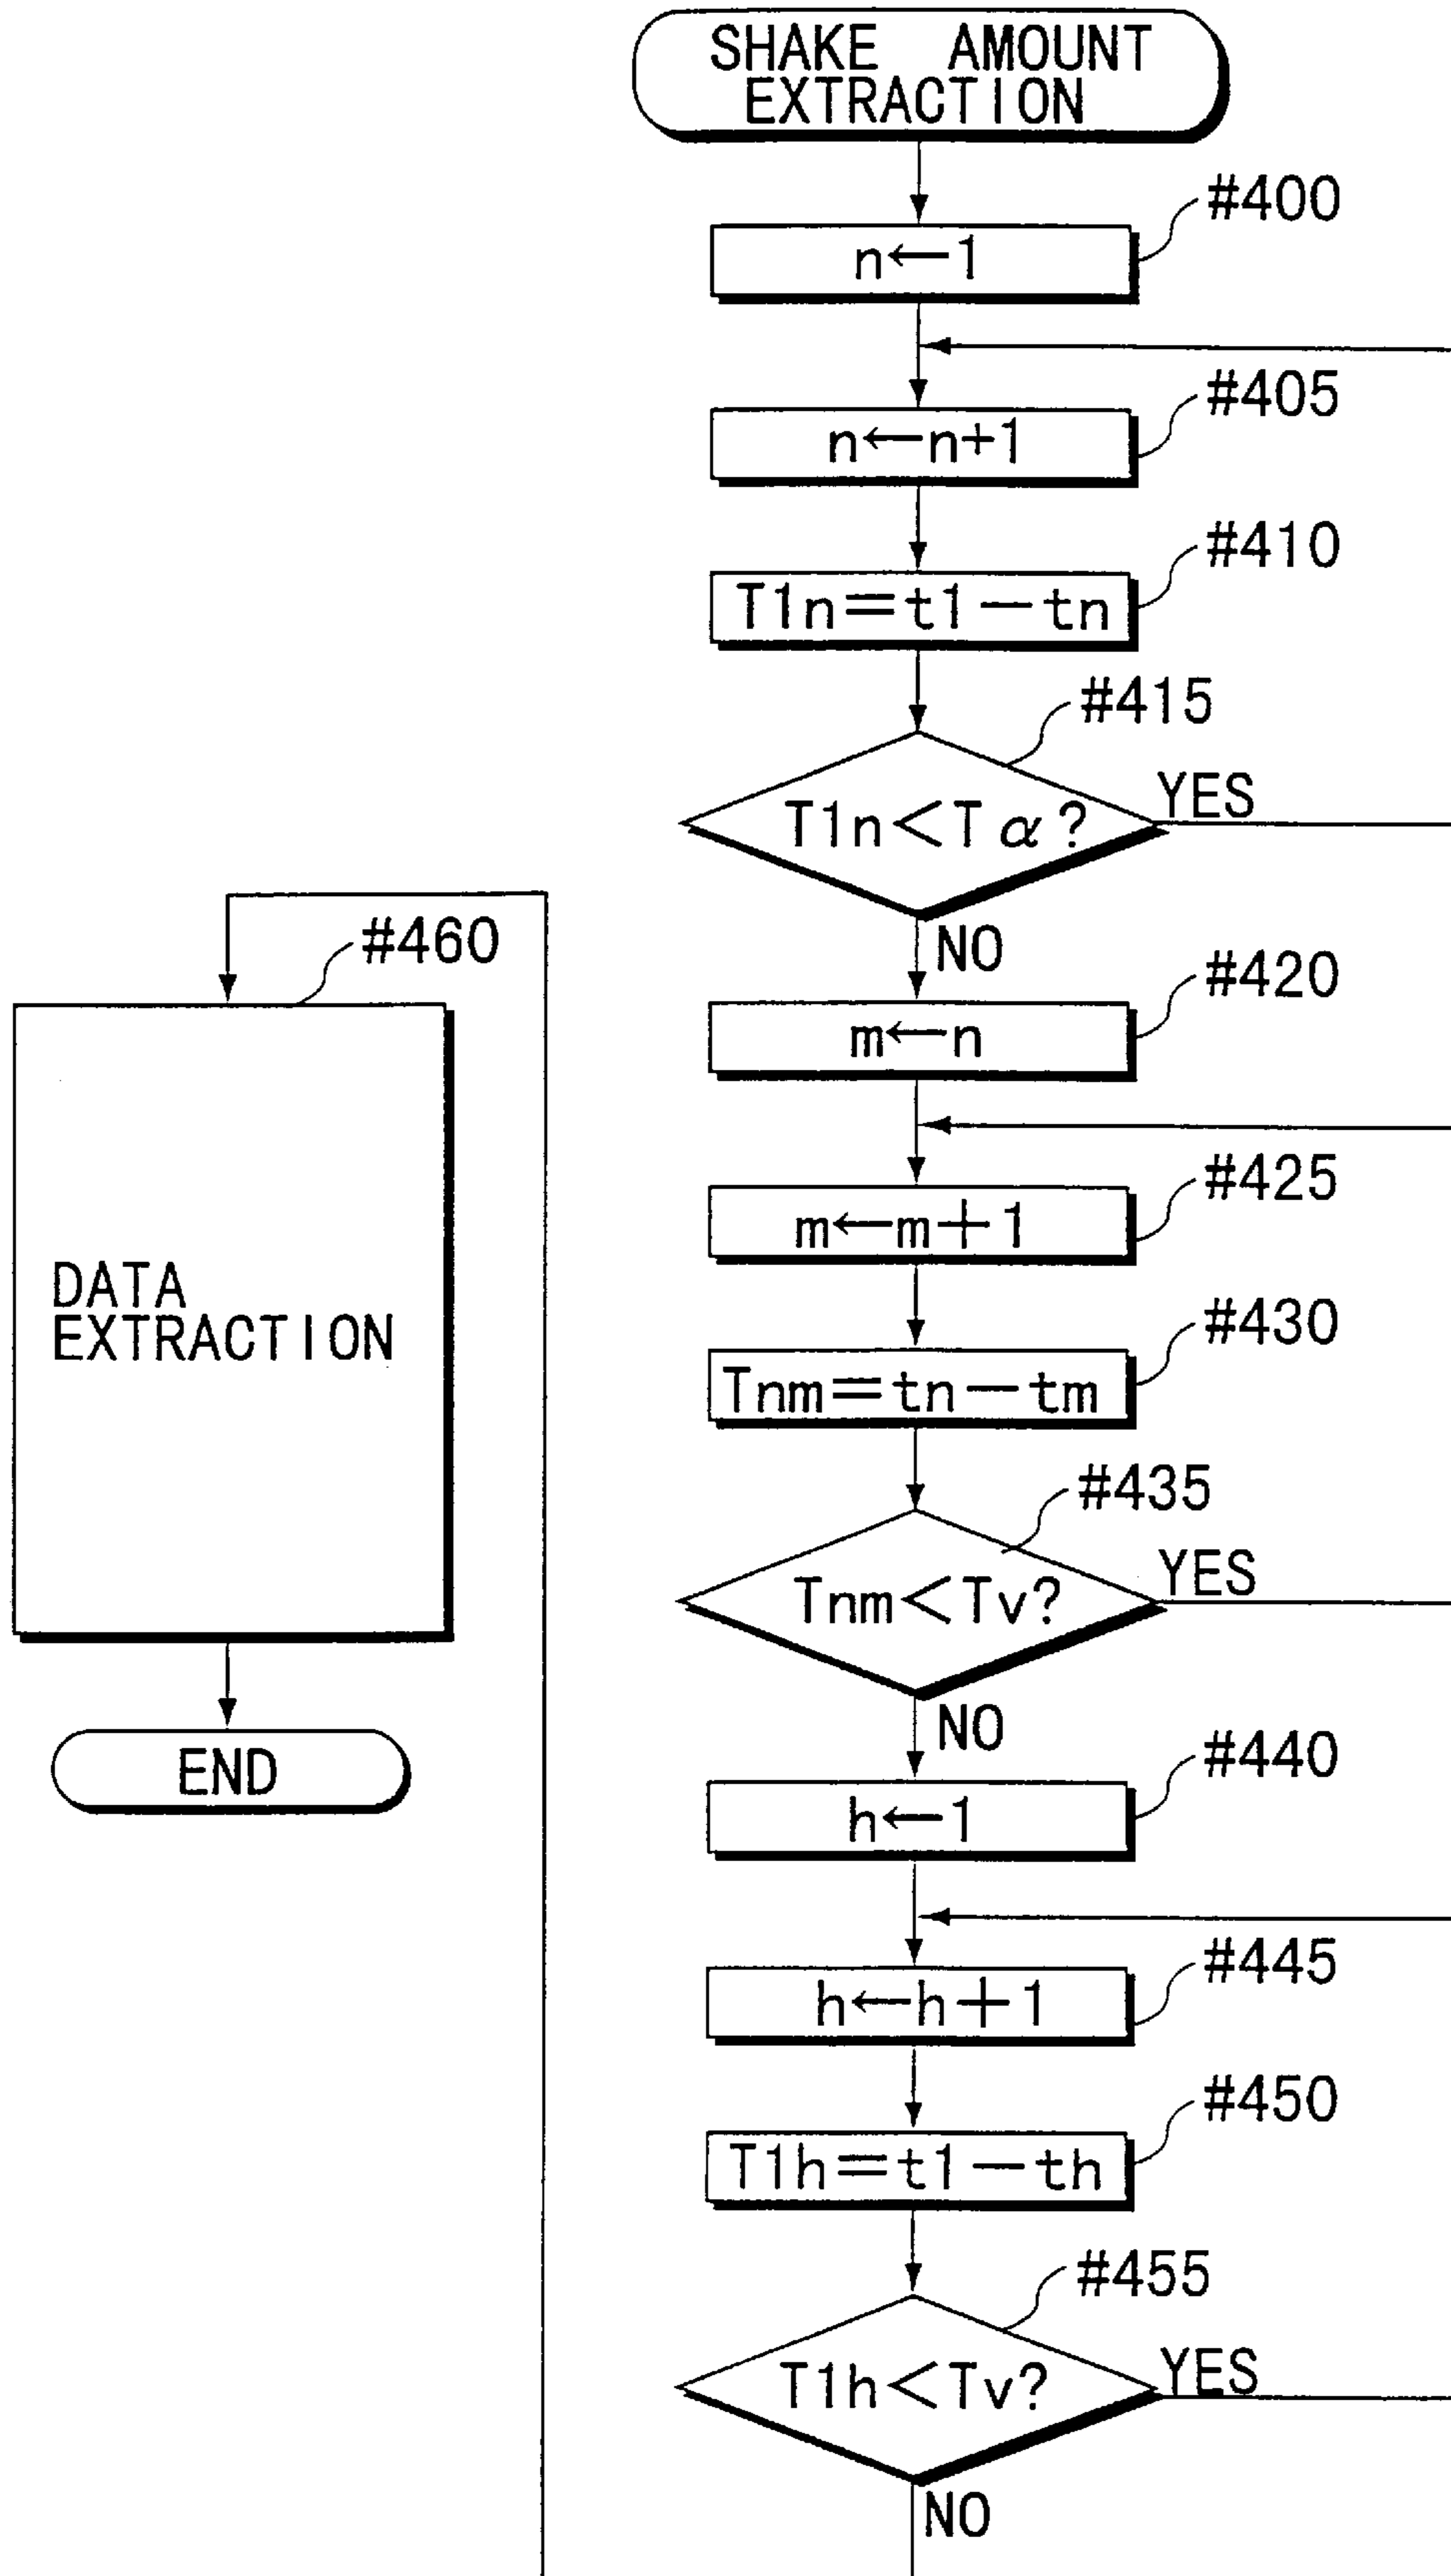 SHAKE AMOUNT
EXTRACTION
#400
n←1
#405
n←n+1
#410
T1n=t1-tn
#415
T1n<Tα?
YES
NO
#420
m←n
#425
m←m+1
#430
Tnm=tn-tm
#435
Tnm<Tv?
YES
NO
#440
h←1
#445
h←h+1
#450
T1h=t1-th
#455
T1h<Tv?
YES
NO
#460
DATA
EXTRACTION
END